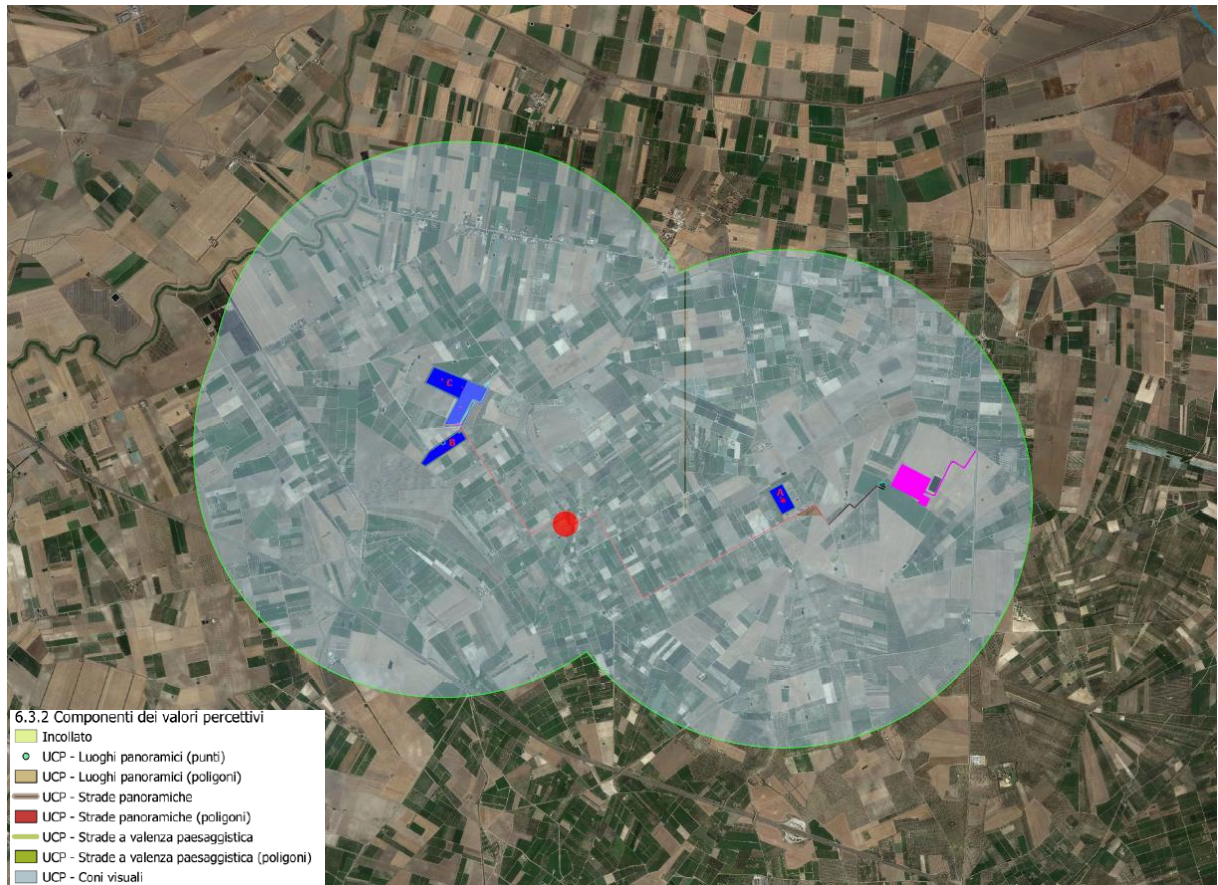 C
B
A
6.3.2 Componenti dei valori percettivi
Incollato
UCP - Luoghi panoramici (punti)
UCP - Luoghi panoramici (poligoni)
UCP - Strade panoramiche
UCP - Strade panoramiche (poligoni)
UCP - Strade a valenza paesaggistica
UCP - Strade a valenza paesaggistica (poligoni)
UCP - Coni visuali